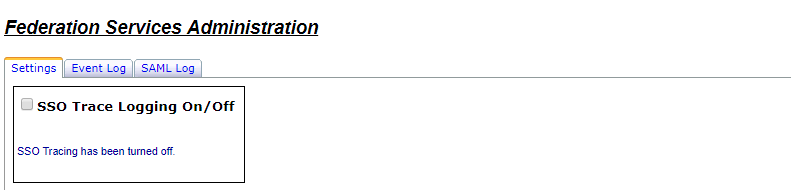 Federation Services Administration
Settings Event Log SAML Log
SSO Trace Logging On/Off
SSO Tracing has been turned off.